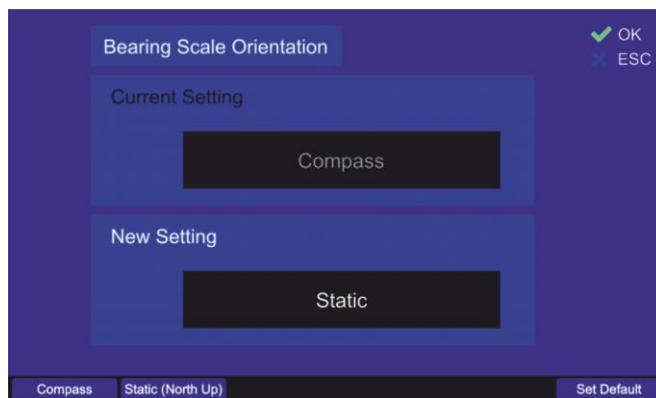 Bearing Scale Orientation
OK
ESC
Current Setting
Compass
New Setting
Static
Compass Static (North Up) Set Default